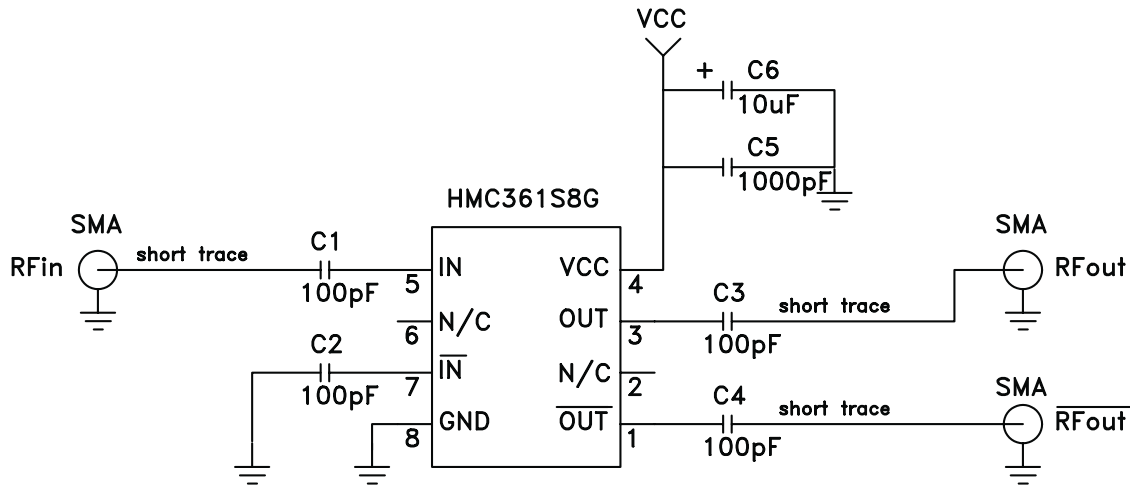 VCC
+
C6
10uF
C5
1000pF
HMC361S8G
SMA
RFin
short trace
C1
100pF
5
IN
N/C
6
C2
100pF
7
IN
8
GND
VCC
4
OUT
3
N/C
2
OUT
1
C3
100pF
short trace
SMA
RFout
C4
100pF
short trace
SMA
RFout